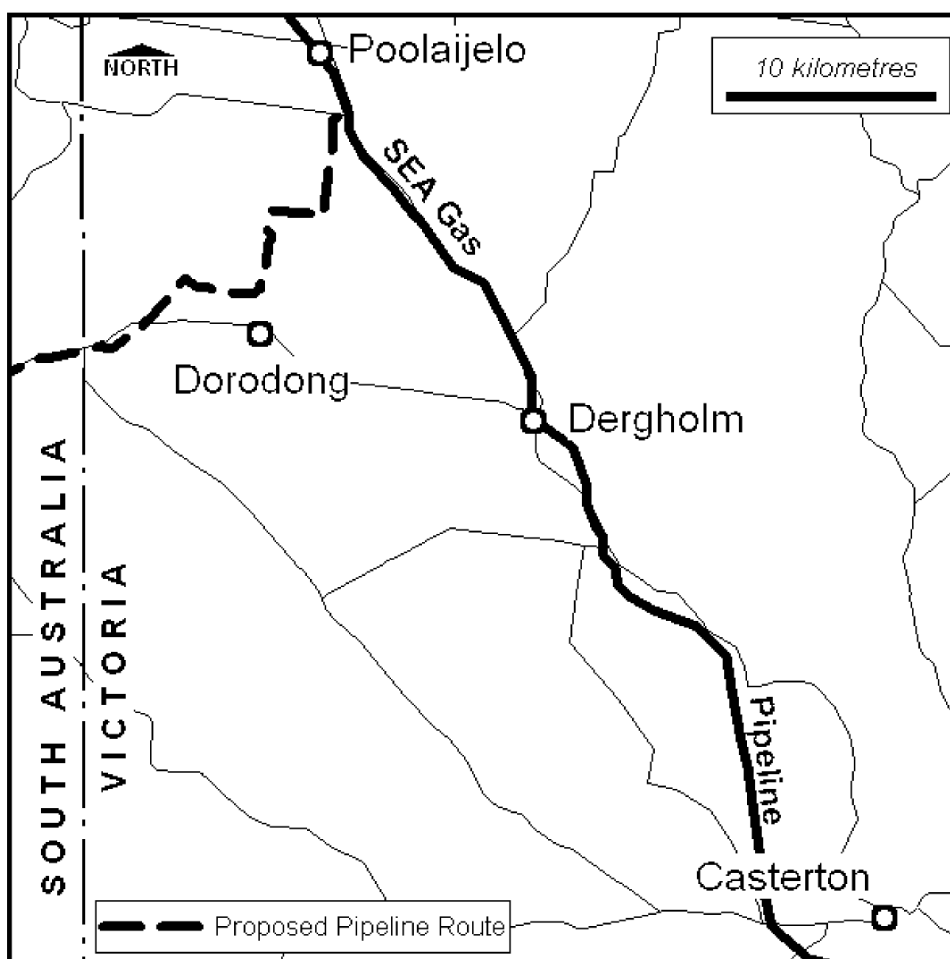 Poolaijelo
NORTH
10 kilometres
SEA Gas
Dorodong
Dergholm
SOUTH AUSTRALIA
VICTORIA
Pipeline
Casterton
Proposed Pipeline Route